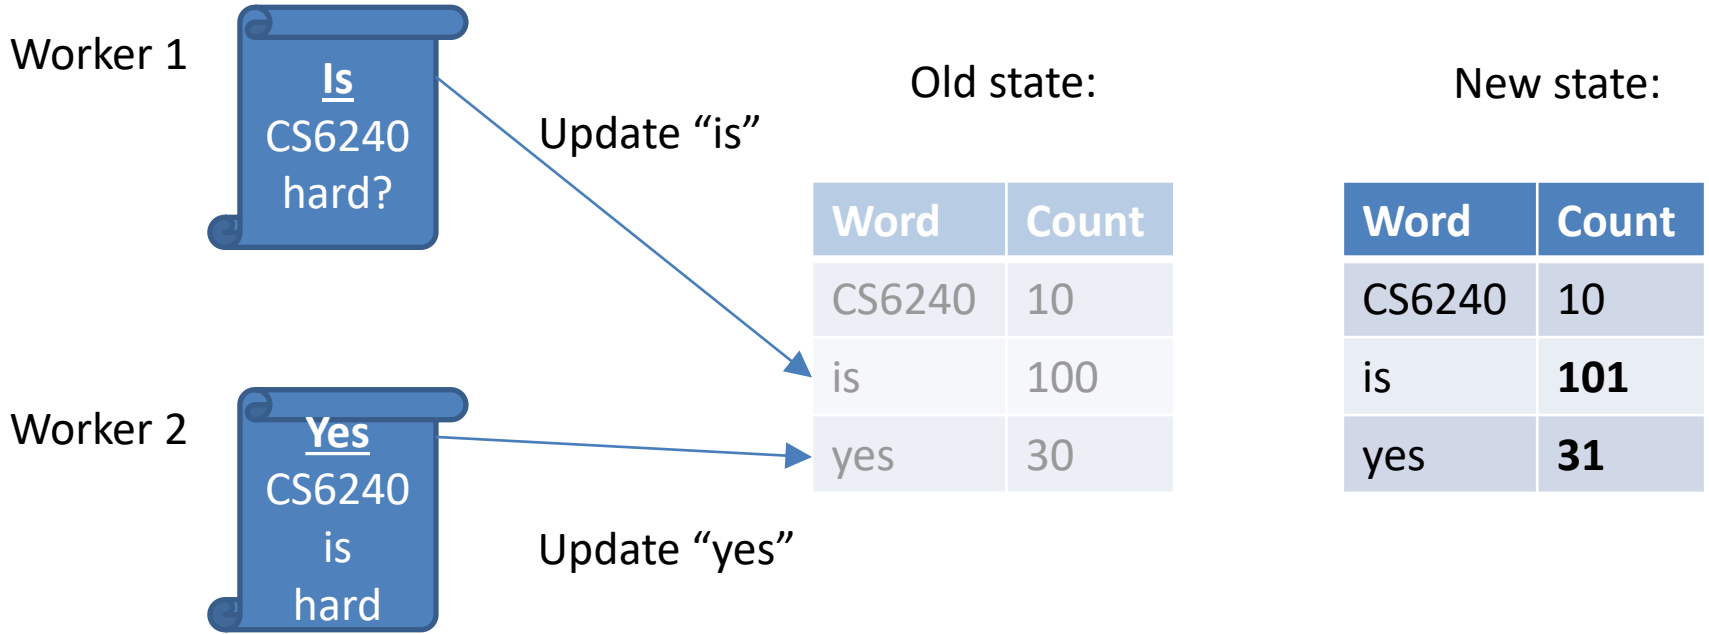 Worker 1
Is
CS6240
hard?
Update “is”
Worker 2
Yes
CS6240
is
hard
Update “yes”
Old state:
Word Count
CS6240 10
is 100
yes 30
New state:
Word Count
CS6240 10
is 101
yes 31